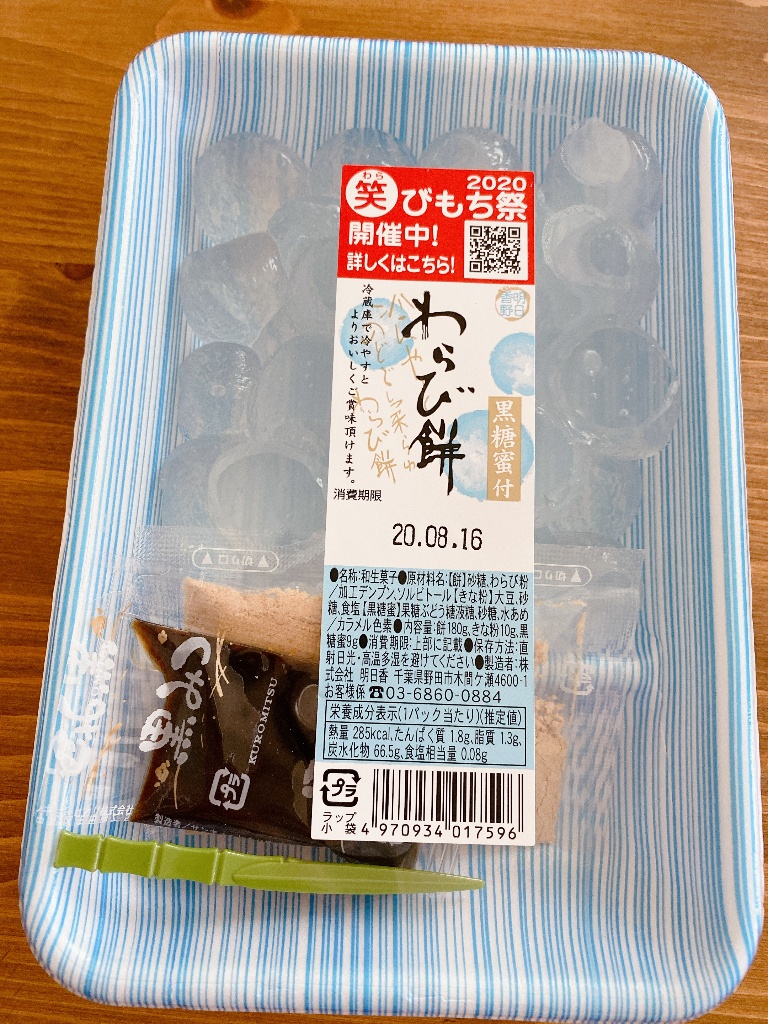 2020
わら
笑びもち祭
開催中!
詳しくはこちら!
明日香野
わらび餅
黒糖蜜付
冷蔵庫で冷やすと
よりおいしくご賞味頂けます。
消費期限
20.08.16
●名称:和生菓子●原材料名:【餅】砂糖、わらび粉
/加工デンプン、ソルビトール【きな粉】大豆、砂
糖、食塩【黒糖蜜】果糖ぶどう糖液糖、砂糖、水あめ
/カラメル色素●内容量:餅180g、きな粉10g、黒
糖蜜9g●消費期限:上部に記載●保存方法:直
射日光・高温多湿を避けてください●製造者:株
式会社 明日香 千葉県野田市木間ケ瀬4600-1
お客様係☎03-6860-0884
栄養成分表示(1パック当たり)(推定値)
熱量 285kcal、たんぱく質 1.8g、脂質 1.3g、
炭水化物 66.5g、食塩相当量 0.08g
プラ
ラップ
小袋
4 970934 017596
KUROMITSU
プラ